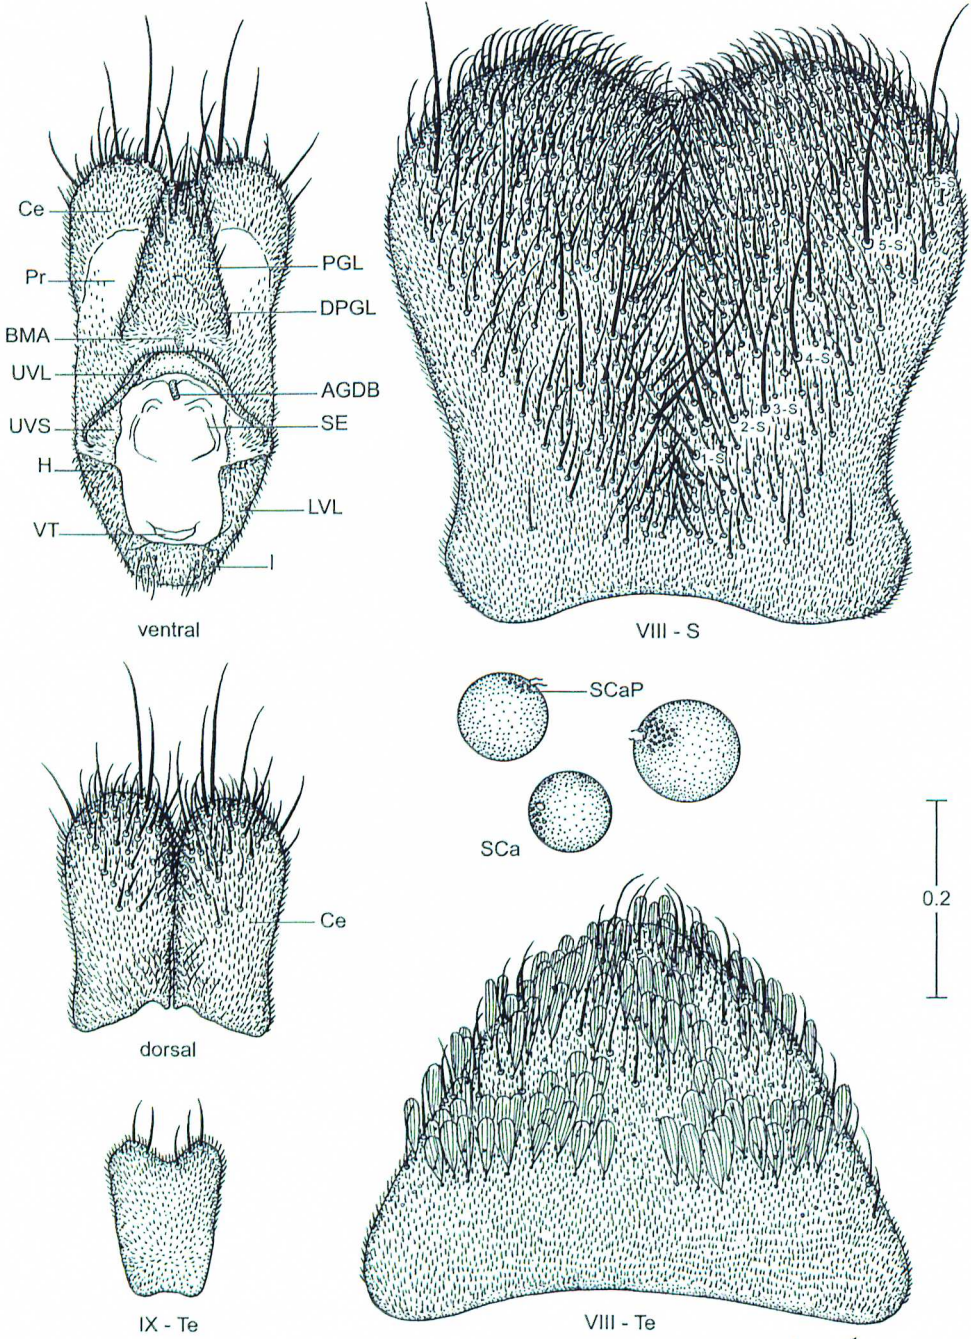 Ce
Pr
BMA
UVL
UVS
H
VT
PGL
DPGL
AGDB
SE
LVL
I
ventral
6-S
5-S
4-S
3-S
2-S
1-S
VIII - S
SCaP
SCa
0.2
Ce
dorsal
IX - Te
VIII - Te